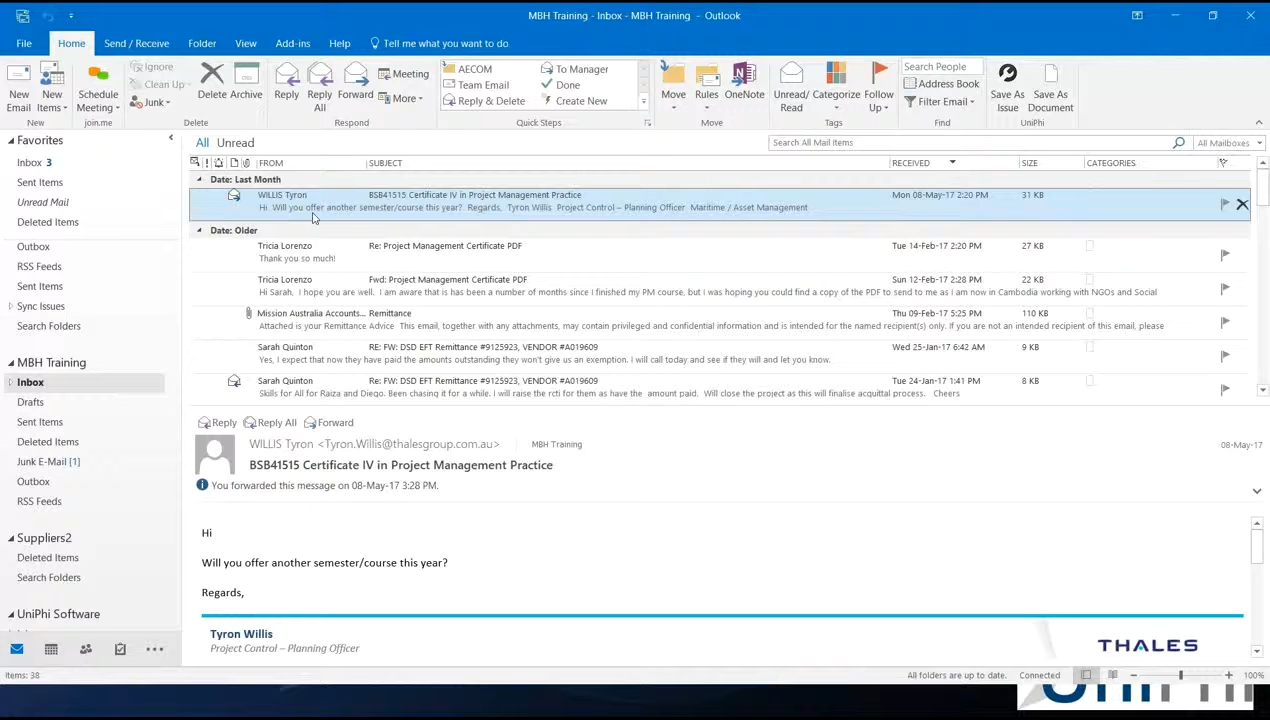 MBH Training - Inbox - MBH Training - Outlook
File Home Send / Receive Folder View Add-ins Help Tell me what you want to do
New Email
New Items
New
Schedule Meeting
join.me
Ignore
Clean Up
Junk
Delete
Archive
Delete
Reply
Reply All
Forward
Meeting
More
Respond
AECOM
Team Email
Reply & Delete
To Manager
Done
Create New
Quick Steps
Move
Rules
OneNote
Move
Unread/ Read
Categorize
Follow Up
Tags
Search People
Address Book
Filter Email
Find
Save As Issue
Save As Document
UniPhi
Favorites
Inbox 3
Sent Items
Unread Mail
Deleted Items
Outbox
RSS Feeds
Sent Items
Sync Issues
Search Folders
MBH Training
Inbox
Drafts
Sent Items
Deleted Items
Junk E-Mail [1]
Outbox
RSS Feeds
Suppliers2
Deleted Items
Search Folders
UniPhi Software
All Unread
Search All Mail Items
All Mailboxes
FROM SUBJECT RECEIVED SIZE CATEGORIES
Date: Last Month
WILLIS Tyron BSB41515 Certificate IV in Project Management Practice Mon 08-May-17 2:20 PM 31 KB
Hi Will you offer another semester/course this year? Regards, Tyron Willis Project Control – Planning Officer Maritime / Asset Management
Date: Older
Tricia Lorenzo Re: Project Management Certificate PDF Tue 14-Feb-17 2:20 PM 27 KB
Thank you so much!
Tricia Lorenzo Fwd: Project Management Certificate PDF Sun 12-Feb-17 2:28 PM 22 KB
Hi Sarah, I hope you are well. I am aware that is has been a number of months since I finished my PM course, but I was hoping you could find a copy of the PDF to send to me as I am now in Cambodia working with NGOs and Social
Mission Australia Accounts... Remittance Thu 09-Feb-17 5:25 PM 110 KB
Attached is your Remittance Advice This email, together with any attachments, may contain privileged and confidential information and is intended for the named recipient(s) only. If you are not an intended recipient of this email, please
Sarah Quinton RE: FW: DSD EFT Remittance #9125923, VENDOR #A019609 Wed 25-Jan-17 6:42 AM 9 KB
Yes, I expect that now they have paid the amounts outstanding they won't give us an exemption. I will call today and see if they will and let you know.
Sarah Quinton RE: FW: DSD EFT Remittance #9125923, VENDOR #A019609 Tue 24-Jan-17 1:41 PM 8 KB
Skills for All for Raiza and Diego. Been chasing it for a while. I will raise the rcti for them as have the amount paid. Will close the project as this will finalise acquittal process. Cheers
Reply Reply All Forward
WILLIS Tyron <Tyron.Willis@thalesgroup.com.au> MBH Training 08-May-17
BSB41515 Certificate IV in Project Management Practice
You forwarded this message on 08-May-17 3:28 PM.
Hi
Will you offer another semester/course this year?
Regards,
Tyron Willis
Project Control – Planning Officer
THALES
Items: 38 All folders are up to date. Connected 100%